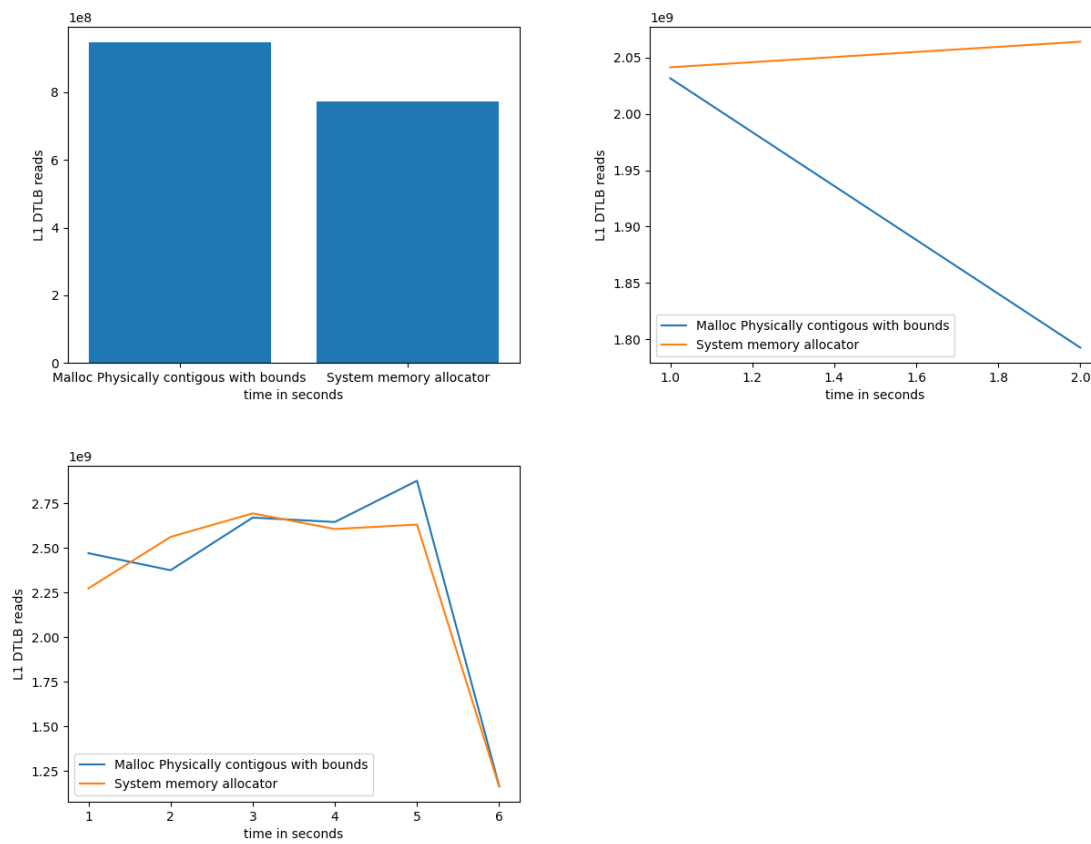 1e8
L1 DTLB reads
8
6
4
2
0
Malloc Physically contigous with bounds System memory allocator
time in seconds
1e9
L1 DTLB reads
2.05
2.00
1.95
1.90
1.85
1.80
Malloc Physically contigous with bounds
System memory allocator
1.0 1.2 1.4 1.6 1.8 2.0
time in seconds
1e9
L1 DTLB reads
2.75
2.50
2.25
2.00
1.75
1.50
1.25
Malloc Physically contigous with bounds
System memory allocator
1 2 3 4 5 6
time in seconds